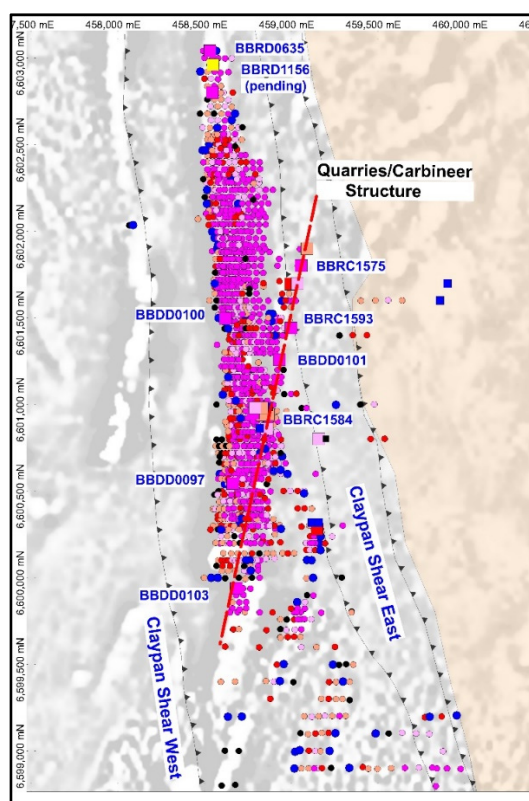 7,500 mE
458,000 mE
458,500 mE
459,000 mE
459,500 mE
460,000 mE
46
6,603,000 mN
6,602,500 mN
6,602,000 mN
6,601,500 mN
6,601,000 mN
6,600,500 mN
6,600,000 mN
6,599,500 mN
6,599,000 mN
BBRD0635
BBRD1156
(pending)
Quarries/Carbineer
Structure
BBRC1575
BBDD0100
BBRC1593
BBDD0101
BBRC1584
BBDD0097
BBDD0103
Claypan Shear East
Claypan Shear West